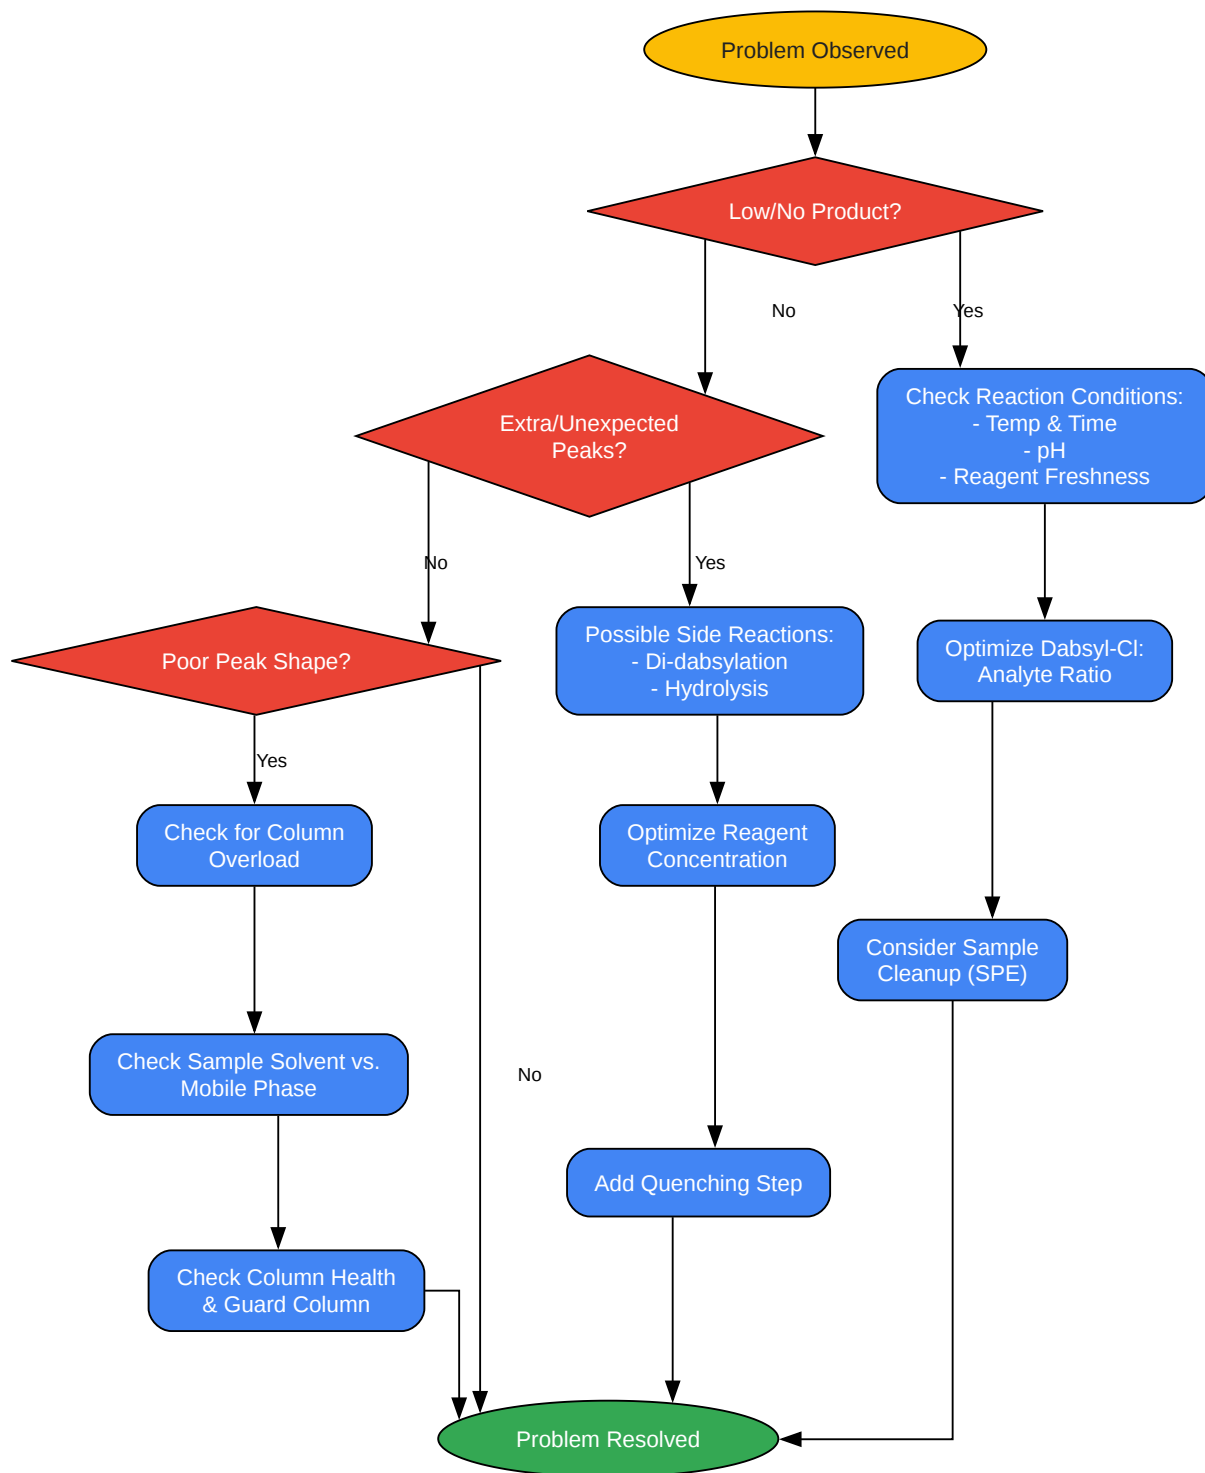 Problem Observed
Low/No Product?
No
Yes
Check Reaction Conditions:
- Temp & Time
- pH
- Reagent Freshness
Extra/Unexpected
Peaks?
No
Yes
Poor Peak Shape?
Possible Side Reactions:
- Di-dabsylation
- Hydrolysis
Optimize Dabsyl-Cl:
Analyte Ratio
Yes
Check for Column
Overload
Optimize Reagent
Concentration
Consider Sample
Cleanup (SPE)
Check Sample Solvent vs.
Mobile Phase
No
Add Quenching Step
Check Column Health
& Guard Column
Problem Resolved